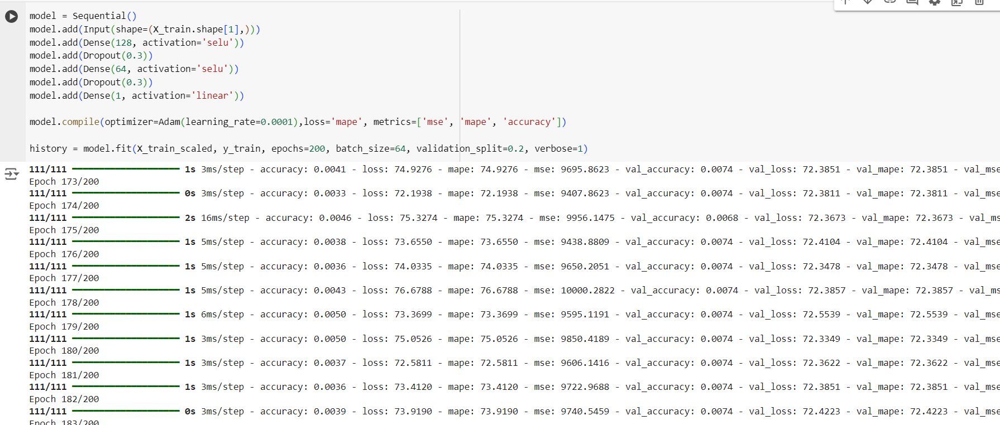 model = Sequential()
model.add(Input(shape=(X_train.shape[1],)))
model.add(Dense(128, activation='selu'))
model.add(Dropout(0.3))
model.add(Dense(64, activation='selu'))
model.add(Dropout(0.3))
model.add(Dense(1, activation='linear'))
model.compile(optimizer=Adam(learning_rate=0.0001),loss='mape', metrics=['mse', 'mape', 'accuracy'])
history = model.fit(X_train_scaled, y_train, epochs=200, batch_size=64, validation_split=0.2, verbose=1)
111/111 ━━━━━━━━━━━━━━━━━━━━ 1s 3ms/step - accuracy: 0.0041 - loss: 74.9276 - mape: 74.9276 - mse: 9695.8623 - val_accuracy: 0.0074 - val_loss: 72.3851 - val_mape: 72.3851 - val_mse
Epoch 173/200
111/111 ━━━━━━━━━━━━━━━━━━━━ 0s 3ms/step - accuracy: 0.0033 - loss: 72.1938 - mape: 72.1938 - mse: 9407.8623 - val_accuracy: 0.0074 - val_loss: 72.3811 - val_mape: 72.3811 - val_mse
Epoch 174/200
111/111 ━━━━━━━━━━━━━━━━━━━━ 2s 16ms/step - accuracy: 0.0046 - loss: 75.3274 - mape: 75.3274 - mse: 9956.1475 - val_accuracy: 0.0068 - val_loss: 72.3673 - val_mape: 72.3673 - val_ms
Epoch 175/200
111/111 ━━━━━━━━━━━━━━━━━━━━ 1s 5ms/step - accuracy: 0.0038 - loss: 73.6550 - mape: 73.6550 - mse: 9438.8809 - val_accuracy: 0.0074 - val_loss: 72.4104 - val_mape: 72.4104 - val_mse
Epoch 176/200
111/111 ━━━━━━━━━━━━━━━━━━━━ 1s 5ms/step - accuracy: 0.0036 - loss: 74.0335 - mape: 74.0335 - mse: 9650.2051 - val_accuracy: 0.0074 - val_loss: 72.3478 - val_mape: 72.3478 - val_mse
Epoch 177/200
111/111 ━━━━━━━━━━━━━━━━━━━━ 1s 5ms/step - accuracy: 0.0043 - loss: 76.6788 - mape: 76.6788 - mse: 10000.2822 - val_accuracy: 0.0074 - val_loss: 72.3857 - val_mape: 72.3857 - val_ms
Epoch 178/200
111/111 ━━━━━━━━━━━━━━━━━━━━ 1s 6ms/step - accuracy: 0.0050 - loss: 73.3699 - mape: 73.3699 - mse: 9595.1191 - val_accuracy: 0.0074 - val_loss: 72.5539 - val_mape: 72.5539 - val_mse
Epoch 179/200
111/111 ━━━━━━━━━━━━━━━━━━━━ 1s 3ms/step - accuracy: 0.0050 - loss: 75.0526 - mape: 75.0526 - mse: 9850.4189 - val_accuracy: 0.0074 - val_loss: 72.3349 - val_mape: 72.3349 - val_mse
Epoch 180/200
111/111 ━━━━━━━━━━━━━━━━━━━━ 1s 3ms/step - accuracy: 0.0037 - loss: 72.5811 - mape: 72.5811 - mse: 9606.1416 - val_accuracy: 0.0074 - val_loss: 72.3622 - val_mape: 72.3622 - val_mse
Epoch 181/200
111/111 ━━━━━━━━━━━━━━━━━━━━ 1s 3ms/step - accuracy: 0.0036 - loss: 73.4120 - mape: 73.4120 - mse: 9722.9688 - val_accuracy: 0.0074 - val_loss: 72.3851 - val_mape: 72.3851 - val_mse
Epoch 182/200
111/111 ━━━━━━━━━━━━━━━━━━━━ 0s 3ms/step - accuracy: 0.0039 - loss: 73.9190 - mape: 73.9190 - mse: 9740.5459 - val_accuracy: 0.0074 - val_loss: 72.4223 - val_mape: 72.4223 - val_mse
Epoch 183/200